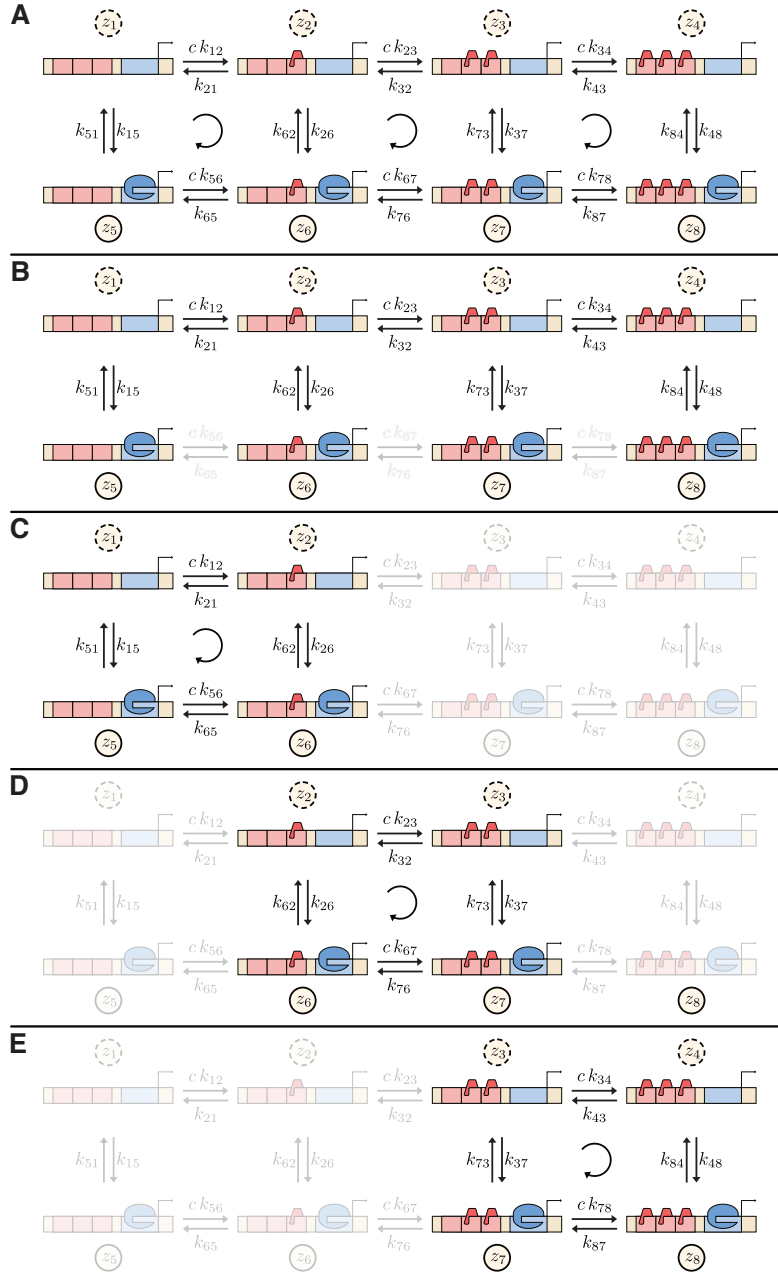 A
z1 z2 z3 z4
c k12 c k23 c k34
k21 k32 k43
k51 k15 k62 k26 k73 k37 k84 k48
c k56 c k67 c k78
k65 k76 k87
z5 z6 z7 z8
B
z1 z2 z3 z4
c k12 c k23 c k34
k21 k32 k43
k51 k15 k62 k26 k73 k37 k84 k48
c k56 c k67 c k78
k65 k76 k87
z5 z6 z7 z8
C
z1 z2 z3 z4
c k12 c k23 c k34
k21 k32 k43
k51 k15 k62 k26 k73 k37 k84 k48
c k56 c k67 c k78
k65 k76 k87
z5 z6 z7 z8
D
z1 z2 z3 z4
c k12 c k23 c k34
k21 k32 k43
k51 k15 k62 k26 k73 k37 k84 k48
c k56 c k67 c k78
k65 k76 k87
z5 z6 z7 z8
E
z1 z2 z3 z4
c k12 c k23 c k34
k21 k32 k43
k51 k15 k62 k26 k73 k37 k84 k48
c k56 c k67 c k78
k65 k76 k87
z5 z6 z7 z8